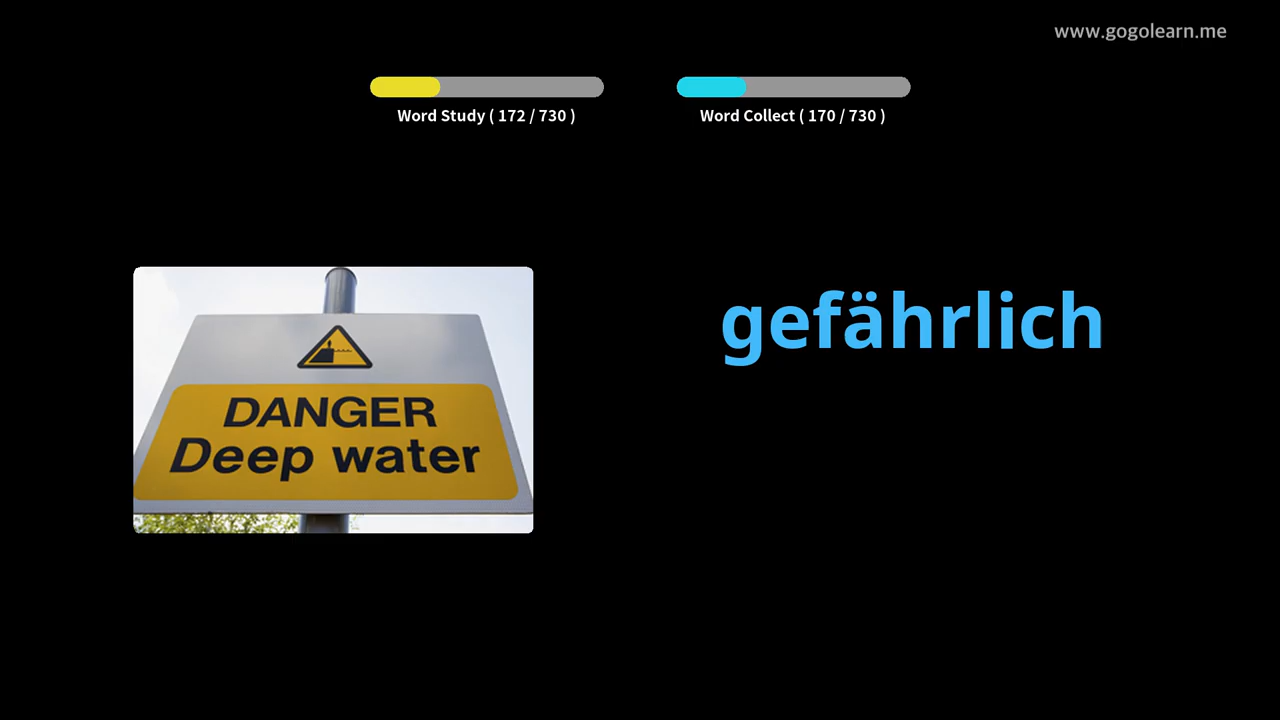 www.gogolearn.me
Word Study ( 172 / 730 )
Word Collect ( 170 / 730 )
DANGER
Deep water
gefährlich